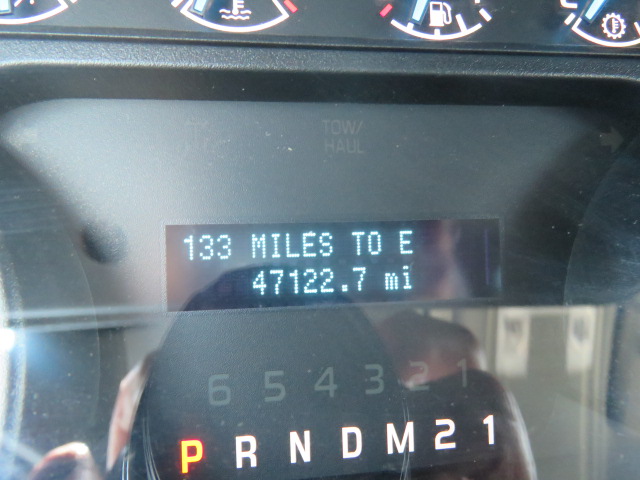 TOW/
HAUL
133 MILES TO E
47122.7 mi
6 5 4 3 2 1
P R N D M 2 1